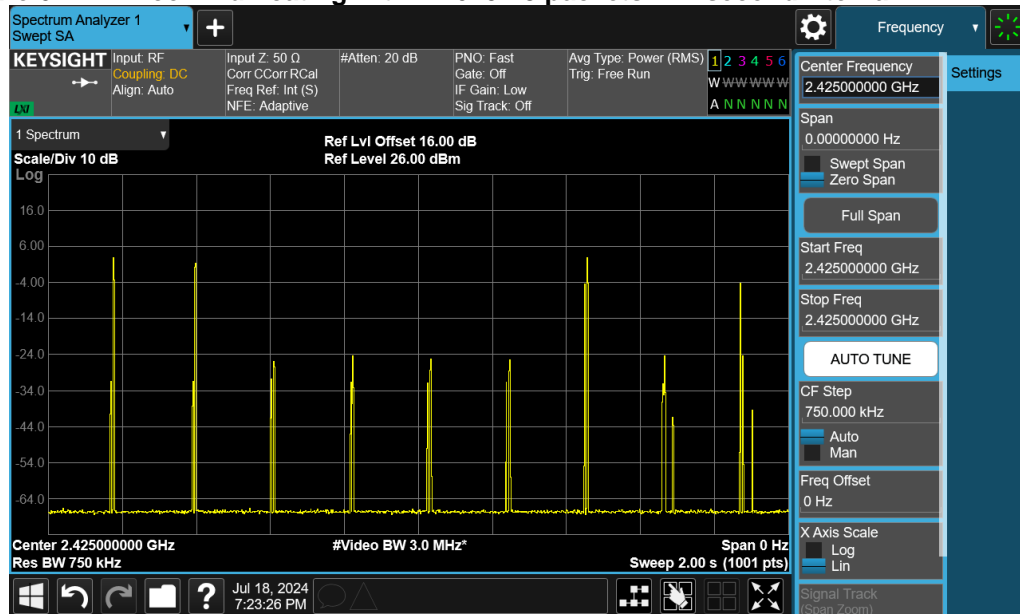 Spectrum Analyzer 1
Swept SA
+
Frequency
KEYSIGHT
LXI
Input: RF
Coupling: DC
Align: Auto
Input Z: 50 Ω
Corr CCorr RCal
Freq Ref: Int (S)
NFE: Adaptive
#Atten: 20 dB
PNO: Fast
Gate: Off
IF Gain: Low
Sig Track: Off
Avg Type: Power (RMS)
Trig: Free Run
1 2 3 4 5 6
W W W W W W
A N N N N N
1 Spectrum
Scale/Div 10 dB
Ref Lvl Offset 16.00 dB
Ref Level 26.00 dBm
Log
16.0
6.00
-4.00
-14.0
-24.0
-34.0
-44.0
-54.0
-64.0
Center 2.425000000 GHz
#Video BW 3.0 MHz*
Span 0 Hz
Res BW 750 kHz
Sweep 2.00 s (1001 pts)
Center Frequency
2.425000000 GHz
Settings
Span
0.00000000 Hz
Swept Span
Zero Span
Full Span
Start Freq
2.425000000 GHz
Stop Freq
2.425000000 GHz
AUTO TUNE
CF Step
750.000 kHz
Auto
Man
Freq Offset
0 Hz
X Axis Scale
Log
Lin
Signal Track
(Span Zoom)
?
Jul 18, 2024
7:23:26 PM